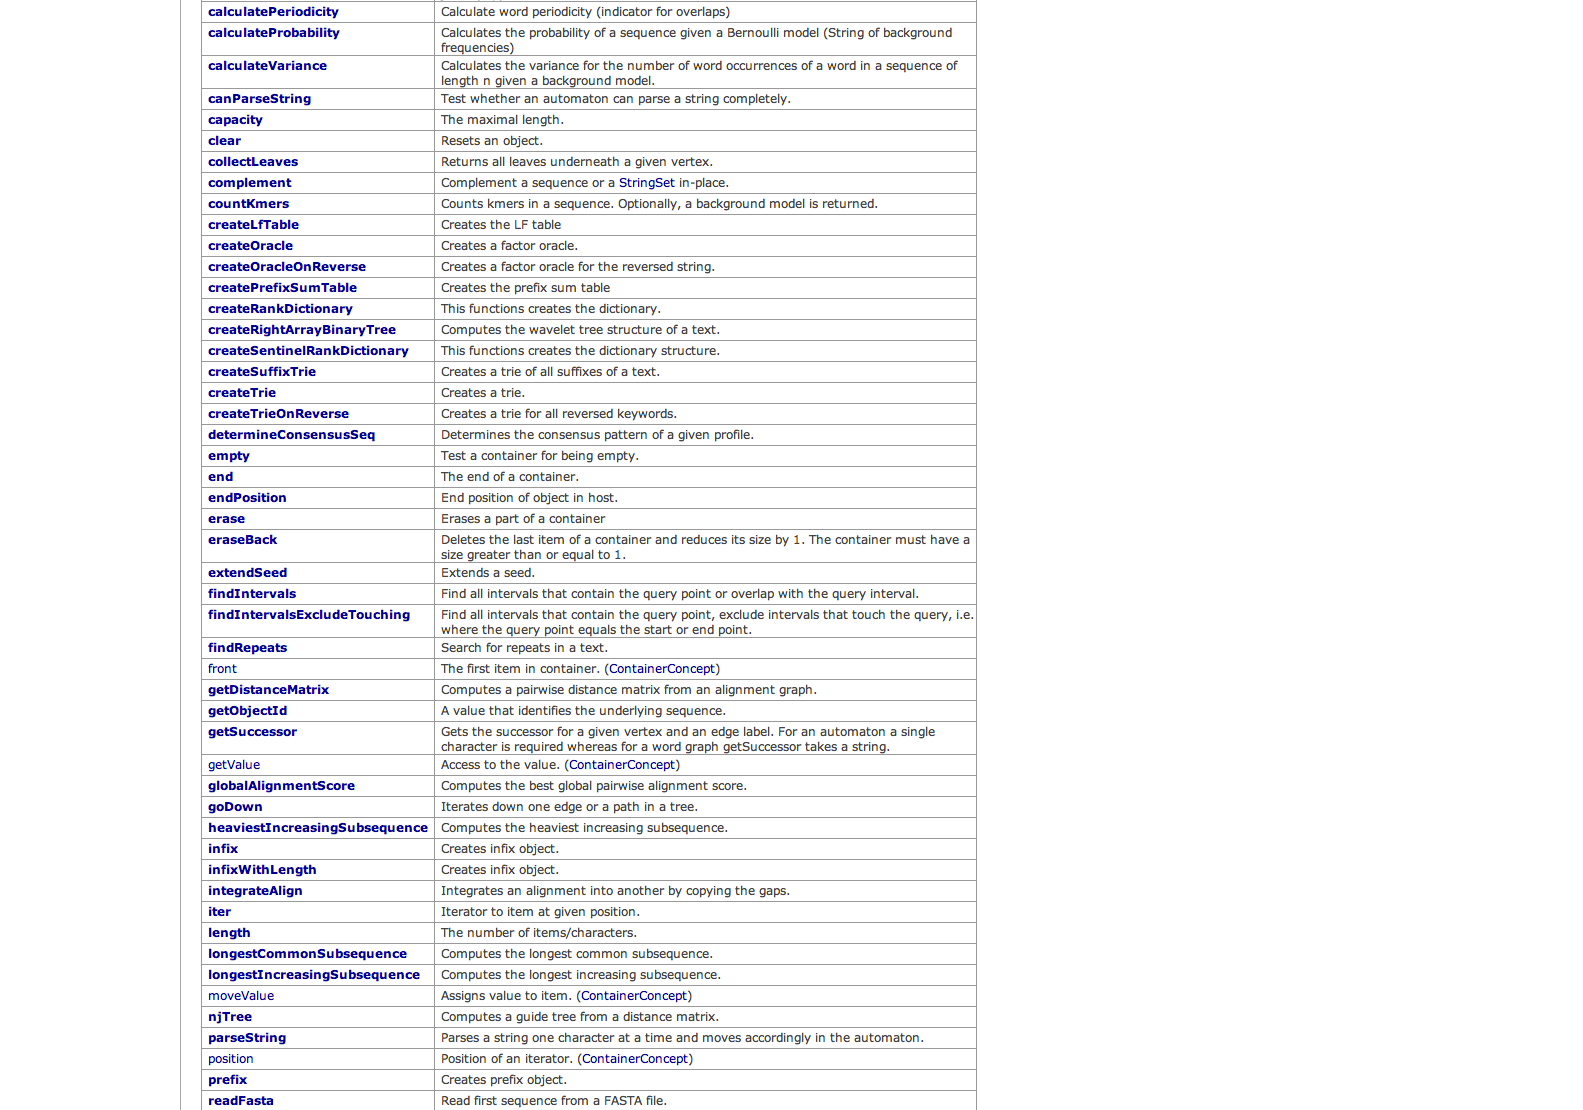 calculatePeriodicity Calculate word periodicity (indicator for overlaps)
calculateProbability Calculates the probability of a sequence given a Bernoulli model (String of background
frequencies)
calculateVariance Calculates the variance for the number of word occurrences of a word in a sequence of
length n given a background model.
canParseString Test whether an automaton can parse a string completely.
capacity The maximal length.
clear Resets an object.
collectLeaves Returns all leaves underneath a given vertex.
complement Complement a sequence or a StringSet in-place.
countKmers Counts kmers in a sequence. Optionally, a background model is returned.
createLfTable Creates the LF table
createOracle Creates a factor oracle.
createOracleOnReverse Creates a factor oracle for the reversed string.
createPrefixSumTable Creates the prefix sum table
createRankDictionary This functions creates the dictionary.
createRightArrayBinaryTree Computes the wavelet tree structure of a text.
createSentinelRankDictionary This functions creates the dictionary structure.
createSuffixTrie Creates a trie of all suffixes of a text.
createTrie Creates a trie.
createTrieOnReverse Creates a trie for all reversed keywords.
determineConsensusSeq Determines the consensus pattern of a given profile.
empty Test a container for being empty.
end The end of a container.
endPosition End position of object in host.
erase Erases a part of a container
eraseBack Deletes the last item of a container and reduces its size by 1. The container must have a
size greater than or equal to 1.
extendSeed Extends a seed.
findIntervals Find all intervals that contain the query point or overlap with the query interval.
findIntervalsExcludeTouching Find all intervals that contain the query point, exclude intervals that touch the query, i.e.
where the query point equals the start or end point.
findRepeats Search for repeats in a text.
front The first item in container. (ContainerConcept)
getDistanceMatrix Computes a pairwise distance matrix from an alignment graph.
getObjectId A value that identifies the underlying sequence.
getSuccessor Gets the successor for a given vertex and an edge label. For an automaton a single
character is required whereas for a word graph getSuccessor takes a string.
getValue Access to the value. (ContainerConcept)
globalAlignmentScore Computes the best global pairwise alignment score.
goDown Iterates down one edge or a path in a tree.
heaviestIncreasingSubsequence Computes the heaviest increasing subsequence.
infix Creates infix object.
infixWithLength Creates infix object.
integrateAlign Integrates an alignment into another by copying the gaps.
iter Iterator to item at given position.
length The number of items/characters.
longestCommonSubsequence Computes the longest common subsequence.
longestIncreasingSubsequence Computes the longest increasing subsequence.
moveValue Assigns value to item. (ContainerConcept)
njTree Computes a guide tree from a distance matrix.
parseString Parses a string one character at a time and moves accordingly in the automaton.
position Position of an iterator. (ContainerConcept)
prefix Creates prefix object.
readFasta Read first sequence from a FASTA file.